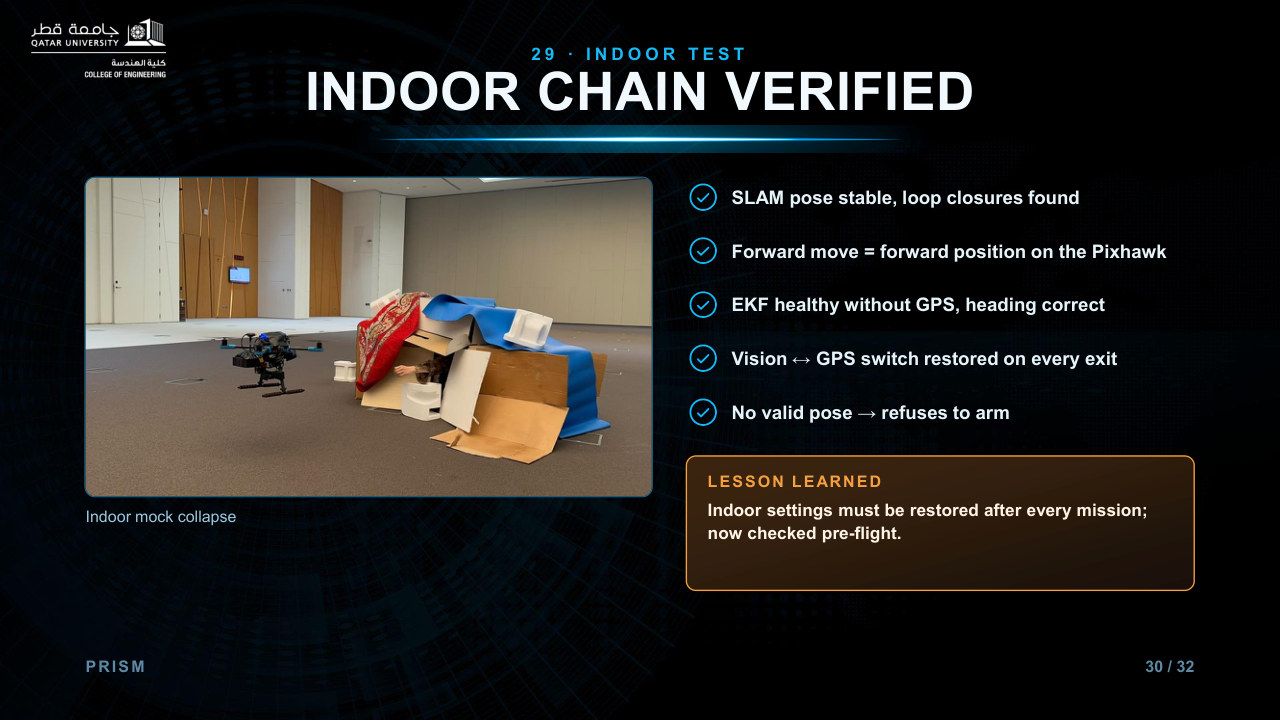 جامعة قطر
QATAR UNIVERSITY
كلية الهندسة
COLLEGE OF ENGINEERING
29 · INDOOR TEST
INDOOR CHAIN VERIFIED
SLAM pose stable, loop closures found
Forward move = forward position on the Pixhawk
EKF healthy without GPS, heading correct
Vision ↔ GPS switch restored on every exit
No valid pose → refuses to arm
LESSON LEARNED
Indoor settings must be restored after every mission;
now checked pre-flight.
Indoor mock collapse
PRISM
30 / 32